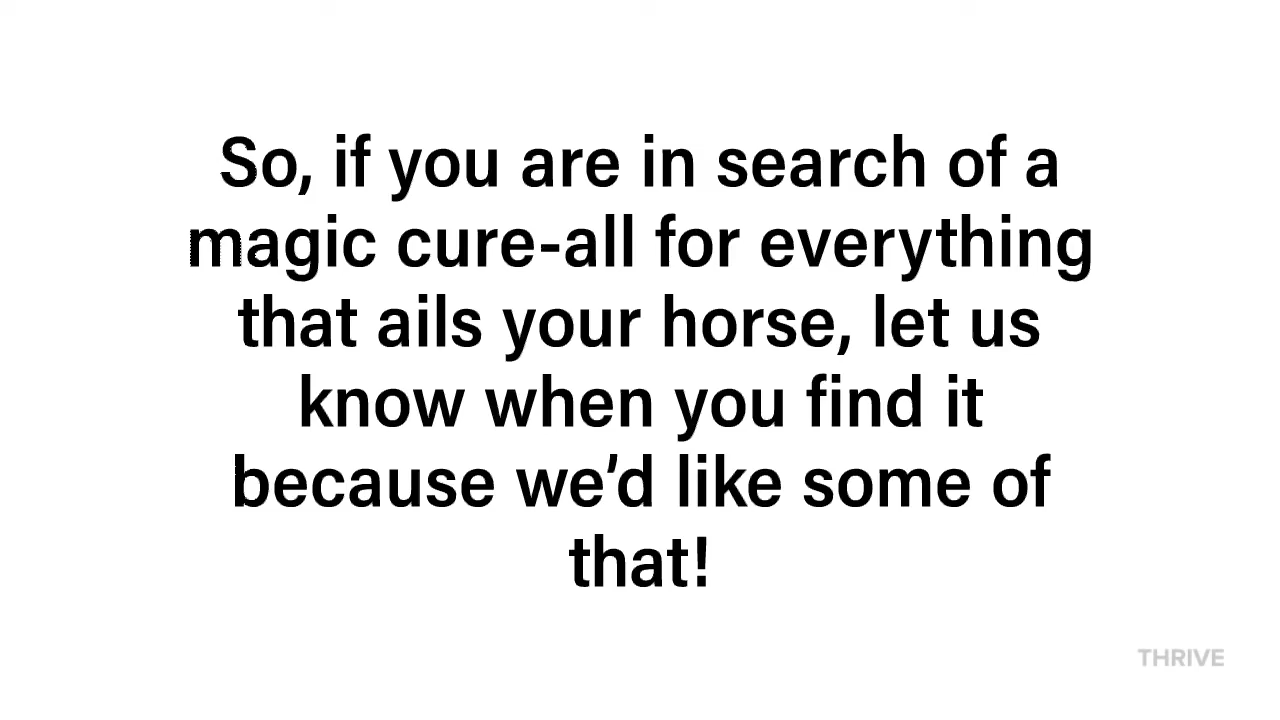 So, if you are in search of a
magic cure-all for everything
that ails your horse, let us
know when you find it
because we’d like some of
that!
THRIVE